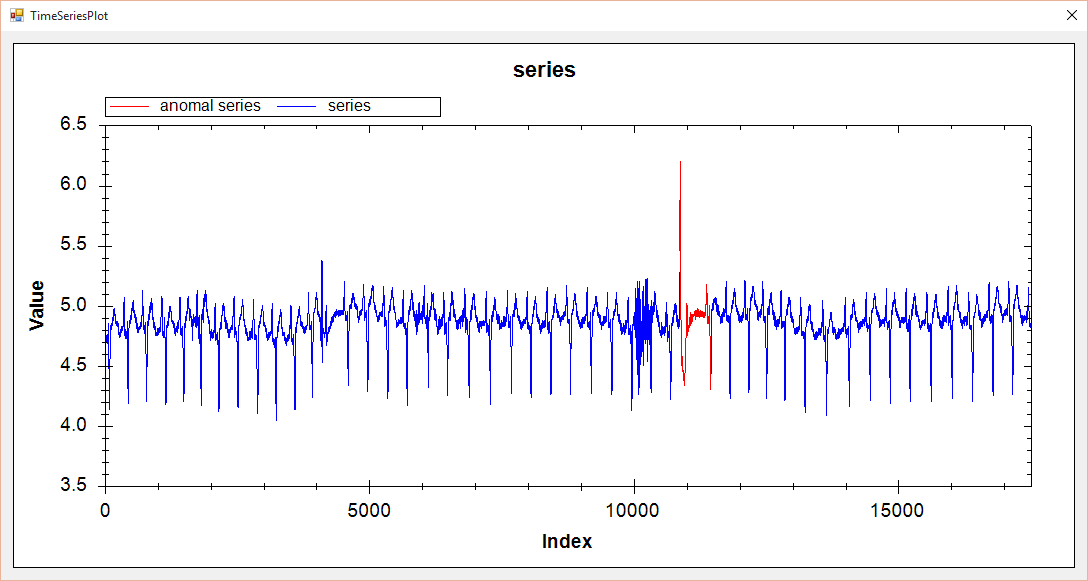 TimeSeriesPlot
series
anomal series series
6.5
6.0
5.5
5.0
4.5
4.0
3.5
Value
0 5000 10000 15000
Index